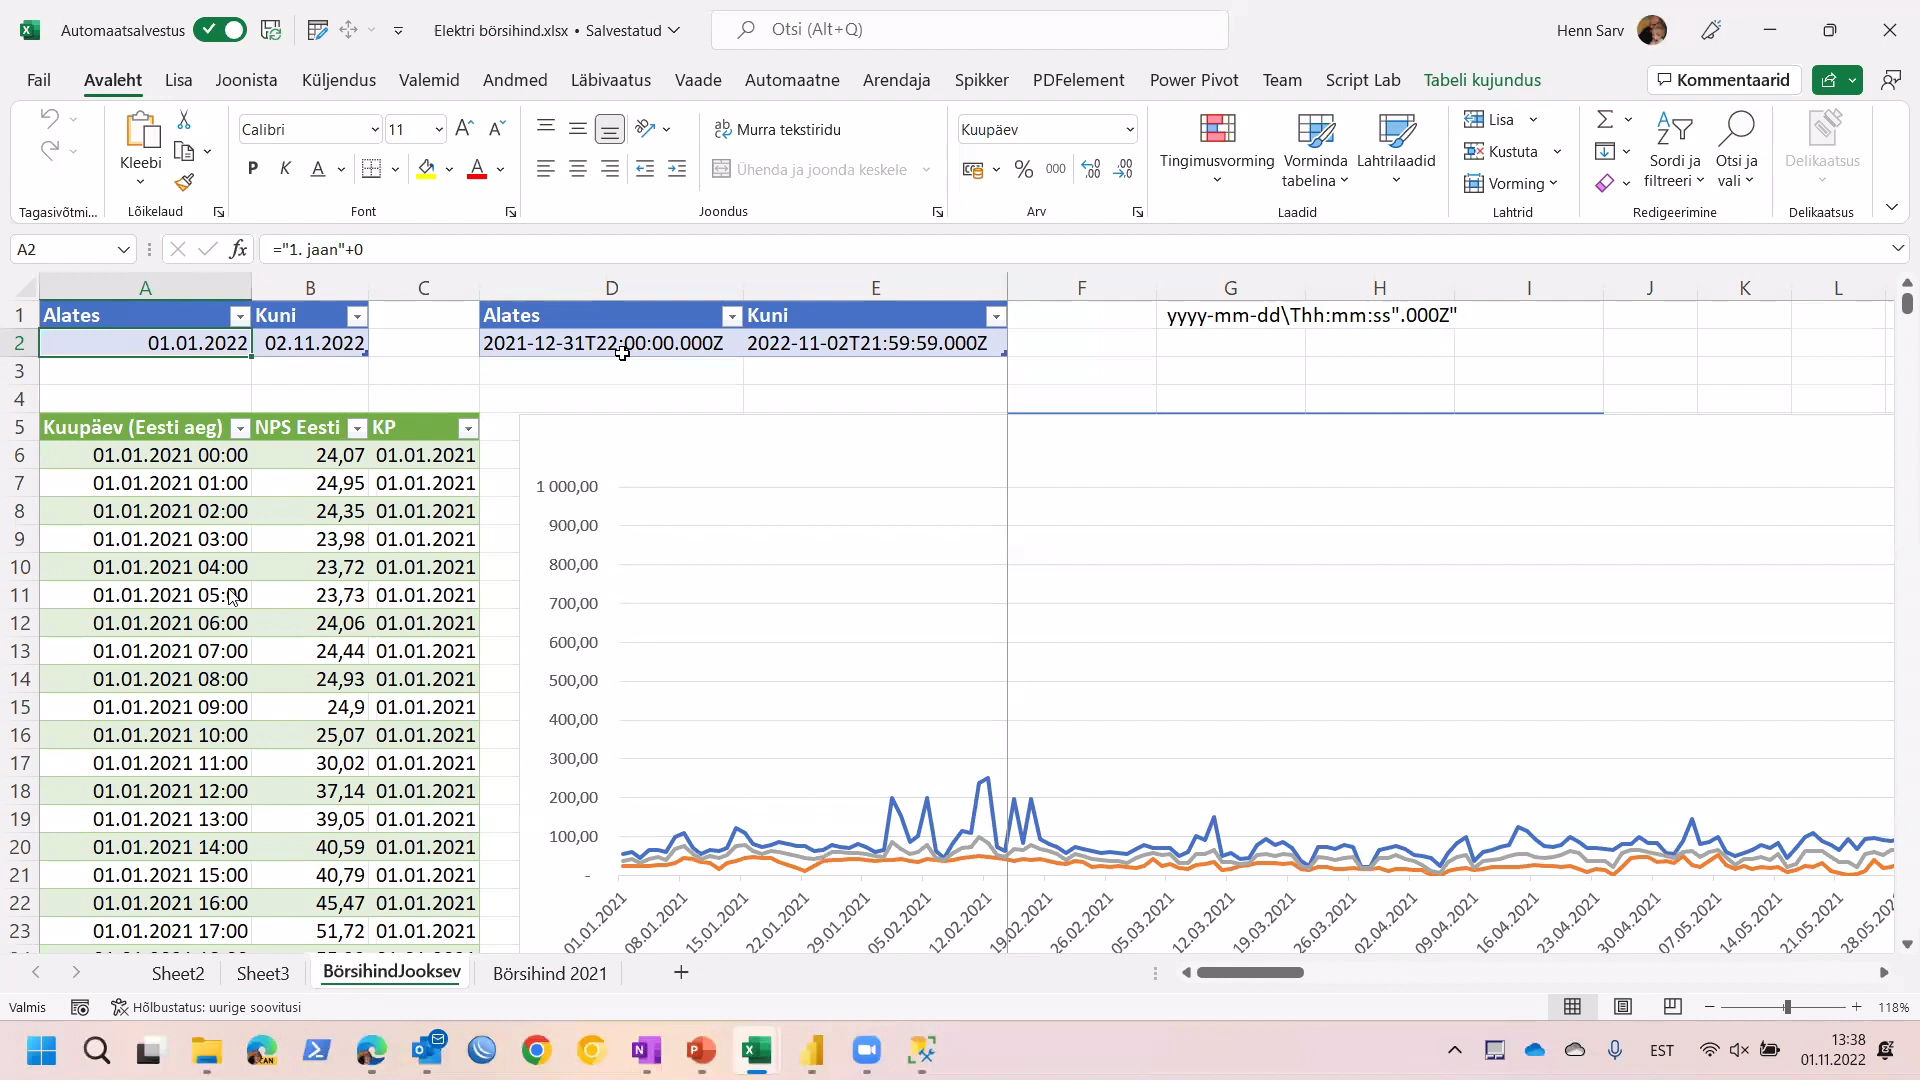 Automaatsalvestus
Elektri börsihind.xlsx • Salvestatud
Otsi (Alt+Q)
Henn Sarv
Fail Avaleht Lisa Joonista Küljendus Valemid Andmed Läbivaatus Vaade Automaatne Arendaja Spikker PDFelement Power Pivot Team Script Lab Tabeli kujundus
Kommentaarid
Kleebi
Calibri 11
P K A
Murra tekstiridu
Ühenda ja joonda keskele
Kuupäev
% 000
Tingimusvorming
Vorminda tabelina
Lahtrilaadid
Lisa
Kustuta
Vorming
Sordi ja filtreeri
Otsi ja vali
Delikaatsus
Tagasivõtmi... Lõikelaud Font Joondus Arv Laadid Lahtrid Redigeerimine Delikaatsus
A2 fx ="1. jaan"+0
A B C D E F G H I J K L
1 Alates Kuni Alates Kuni yyyy-mm-dd\Thh:mm:ss".000Z"
2 01.01.2022 02.11.2022 2021-12-31T22:00:00.000Z 2022-11-02T21:59:59.000Z
3
4
5 Kuupäev (Eesti aeg) NPS Eesti KP
6 01.01.2021 00:00 24,07 01.01.2021
7 01.01.2021 01:00 24,95 01.01.2021
8 01.01.2021 02:00 24,35 01.01.2021
9 01.01.2021 03:00 23,98 01.01.2021
10 01.01.2021 04:00 23,72 01.01.2021
11 01.01.2021 05:00 23,73 01.01.2021
12 01.01.2021 06:00 24,06 01.01.2021
13 01.01.2021 07:00 24,44 01.01.2021
14 01.01.2021 08:00 24,93 01.01.2021
15 01.01.2021 09:00 24,9 01.01.2021
16 01.01.2021 10:00 25,07 01.01.2021
17 01.01.2021 11:00 30,02 01.01.2021
18 01.01.2021 12:00 37,14 01.01.2021
19 01.01.2021 13:00 39,05 01.01.2021
20 01.01.2021 14:00 40,59 01.01.2021
21 01.01.2021 15:00 40,79 01.01.2021
22 01.01.2021 16:00 45,47 01.01.2021
23 01.01.2021 17:00 51,72 01.01.2021
1 000,00
900,00
800,00
700,00
600,00
500,00
400,00
300,00
200,00
100,00
-
01.01.2021 08.01.2021 15.01.2021 22.01.2021 29.01.2021 05.02.2021 12.02.2021 19.02.2021 26.02.2021 05.03.2021 12.03.2021 19.03.2021 26.03.2021 02.04.2021 09.04.2021 16.04.2021 23.04.2021 30.04.2021 07.05.2021 14.05.2021 21.05.2021
Sheet2 Sheet3 BörsihindJooksev Börsihind 2021
Valmis Hõlbustatus: uurige soovitusi 118%
EST 13:38
01.11.2022